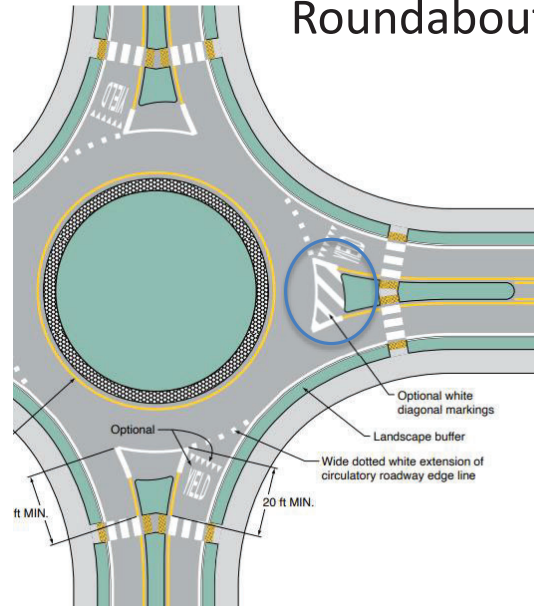 Roundabout
YIELD
YIELD
Optional white
diagonal markings
Landscape buffer
Optional
Wide dotted white extension of
circulatory roadway edge line
YIELD
20 ft MIN.
ft MIN.